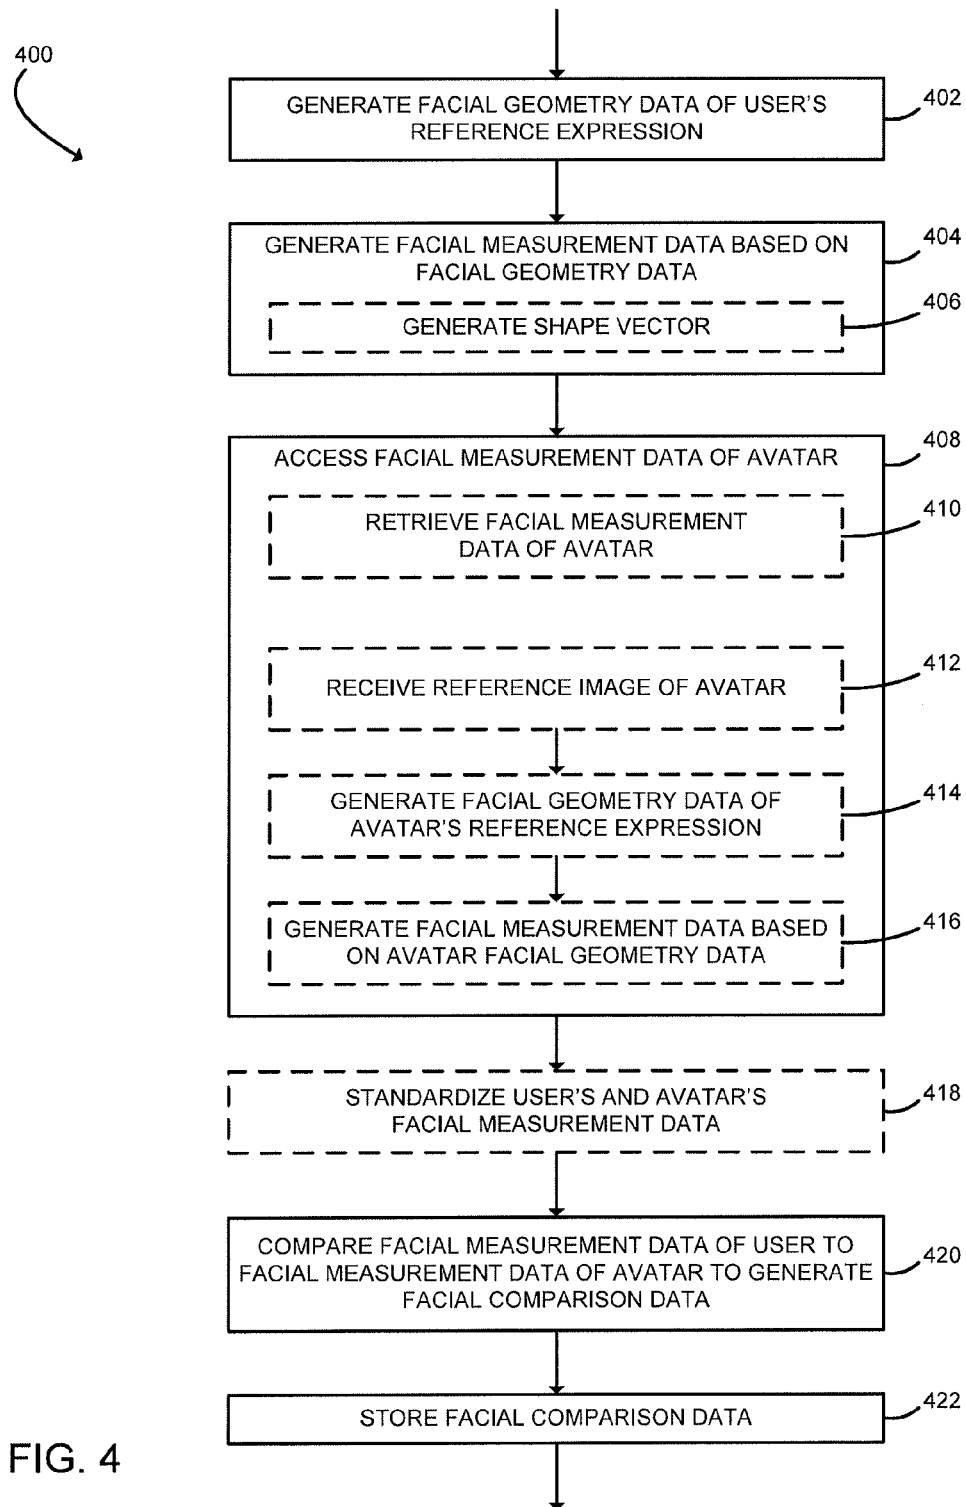 400
GENERATE FACIAL GEOMETRY DATA OF USER'S
REFERENCE EXPRESSION
402
GENERATE FACIAL MEASUREMENT DATA BASED ON
FACIAL GEOMETRY DATA
404
GENERATE SHAPE VECTOR
406
ACCESS FACIAL MEASUREMENT DATA OF AVATAR
408
RETRIEVE FACIAL MEASUREMENT
DATA OF AVATAR
410
RECEIVE REFERENCE IMAGE OF AVATAR
412
GENERATE FACIAL GEOMETRY DATA OF
AVATAR'S REFERENCE EXPRESSION
414
GENERATE FACIAL MEASUREMENT DATA BASED
ON AVATAR FACIAL GEOMETRY DATA
416
STANDARDIZE USER'S AND AVATAR'S
FACIAL MEASUREMENT DATA
418
COMPARE FACIAL MEASUREMENT DATA OF USER TO
FACIAL MEASUREMENT DATA OF AVATAR TO GENERATE
FACIAL COMPARISON DATA
420
STORE FACIAL COMPARISON DATA
422
FIG. 4